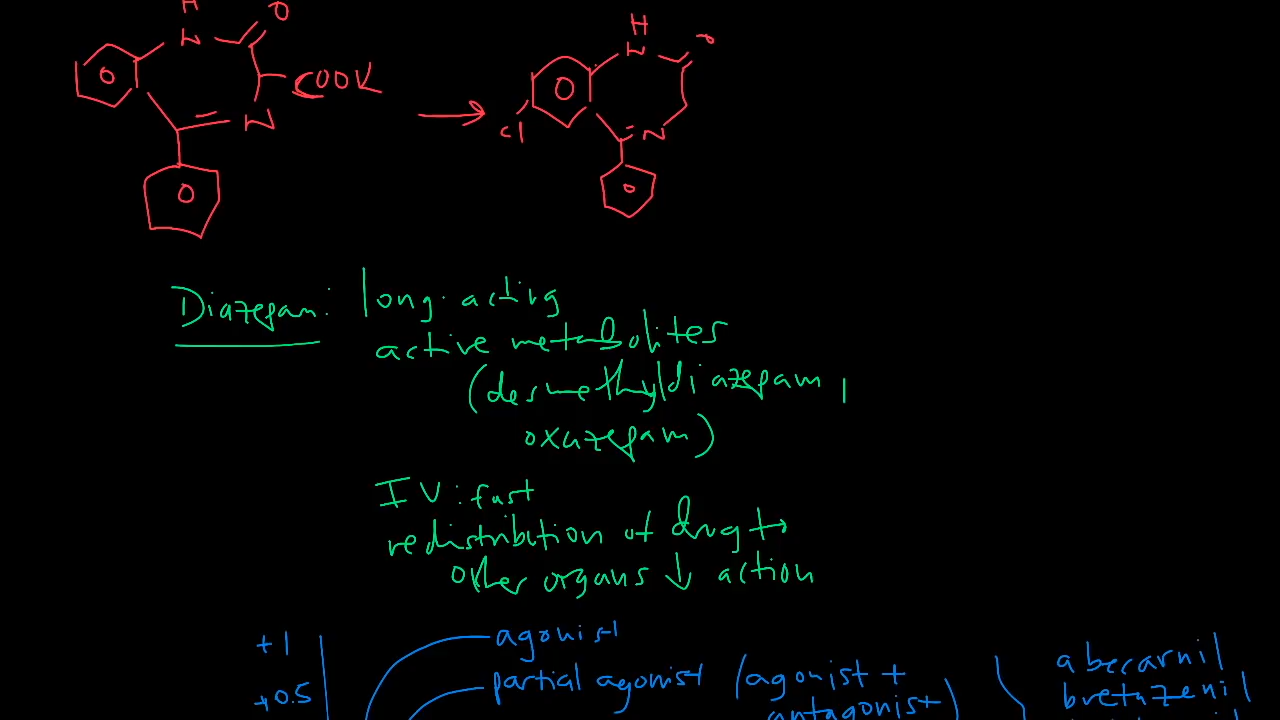 H O H
N N O
O COOK O
N Cl N
O O
Diazepam: long-acting
active metabolites
(desmethyldiazepam,
oxazepam)
IV: fast
redistribution of drug to
other organs ↓ action
+1 agonist abecarnil
+0.5 partial agonist (agonist + bretazenil
antagonist)